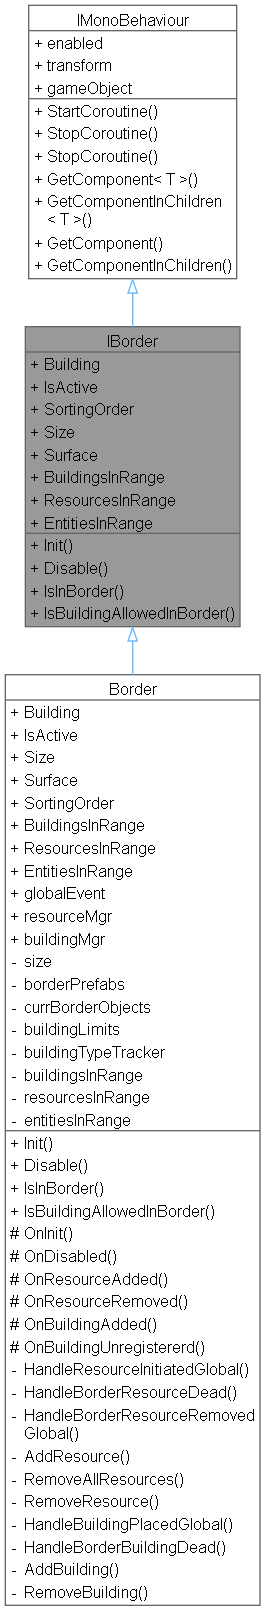 IMonoBehaviour
+ enabled
+ transform
+ gameObject
+ StartCoroutine()
+ StopCoroutine()
+ StopCoroutine()
+ GetComponent< T >()
+ GetComponentInChildren
< T >()
+ GetComponent()
+ GetComponentInChildren()
IBorder
+ Building
+ IsActive
+ SortingOrder
+ Size
+ Surface
+ BuildingsInRange
+ ResourcesInRange
+ EntitiesInRange
+ Init()
+ Disable()
+ IsInBorder()
+ IsBuildingAllowedInBorder()
Border
+ Building
+ IsActive
+ Size
+ Surface
+ SortingOrder
+ BuildingsInRange
+ ResourcesInRange
+ EntitiesInRange
+ globalEvent
+ resourceMgr
+ buildingMgr
- size
- borderPrefabs
- currBorderObjects
- buildingLimits
- buildingTypeTracker
- buildingsInRange
- resourcesInRange
- entitiesInRange
+ Init()
+ Disable()
+ IsInBorder()
+ IsBuildingAllowedInBorder()
# OnInit()
# OnDisabled()
# OnResourceAdded()
# OnResourceRemoved()
# OnBuildingAdded()
# OnBuildingUnregistererd()
- HandleResourceInitiatedGlobal()
- HandleBorderResourceDead()
- HandleBorderResourceRemoved
Global()
- AddResource()
- RemoveAllResources()
- RemoveResource()
- HandleBuildingPlacedGlobal()
- HandleBorderBuildingDead()
- AddBuilding()
- RemoveBuilding()